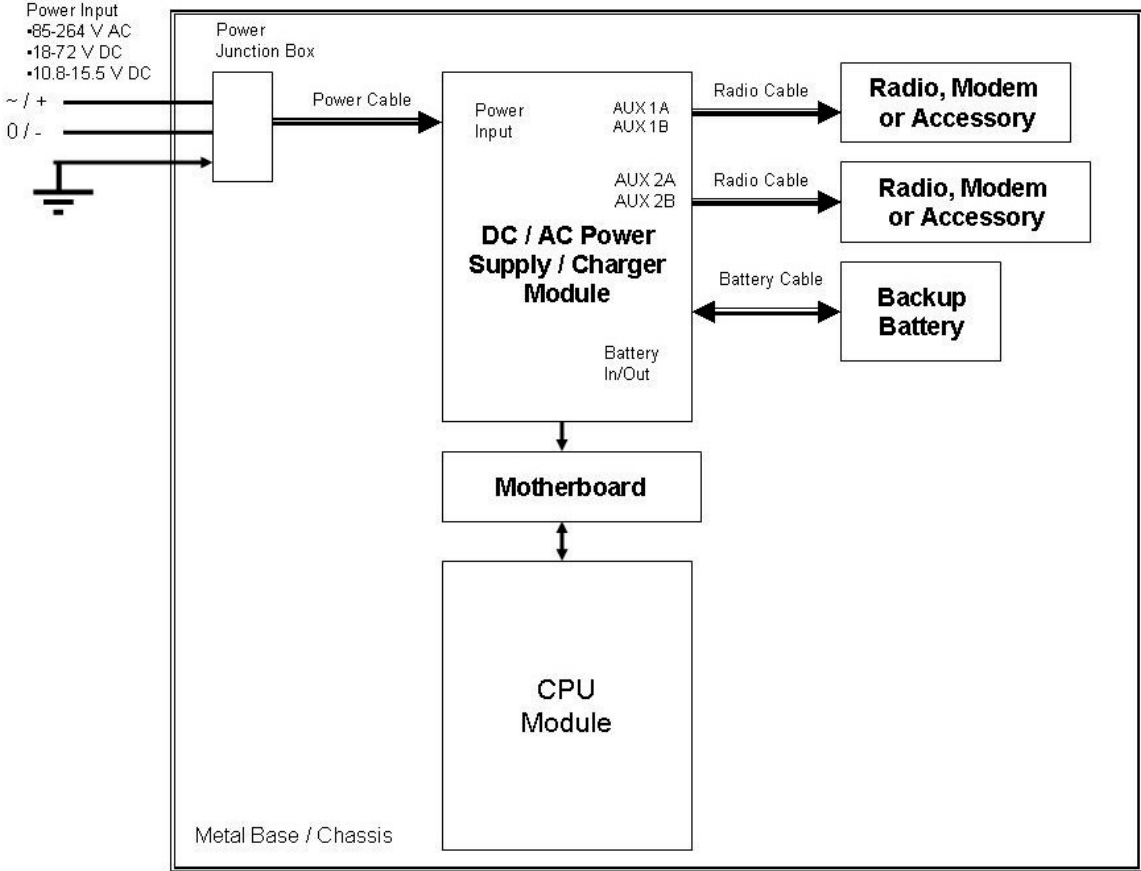 Power Input
▪85-264 V AC
▪18-72 V DC
▪10.8-15.5 V DC
~ / +
0 / -
Power
Junction Box
Power Cable
Power
Input
AUX 1A
AUX 1B
AUX 2A
AUX 2B
DC / AC Power
Supply / Charger
Module
Battery
In/Out
Radio Cable
Radio, Modem
or Accessory
Radio Cable
Radio, Modem
or Accessory
Battery Cable
Backup
Battery
Motherboard
CPU
Module
Metal Base / Chassis